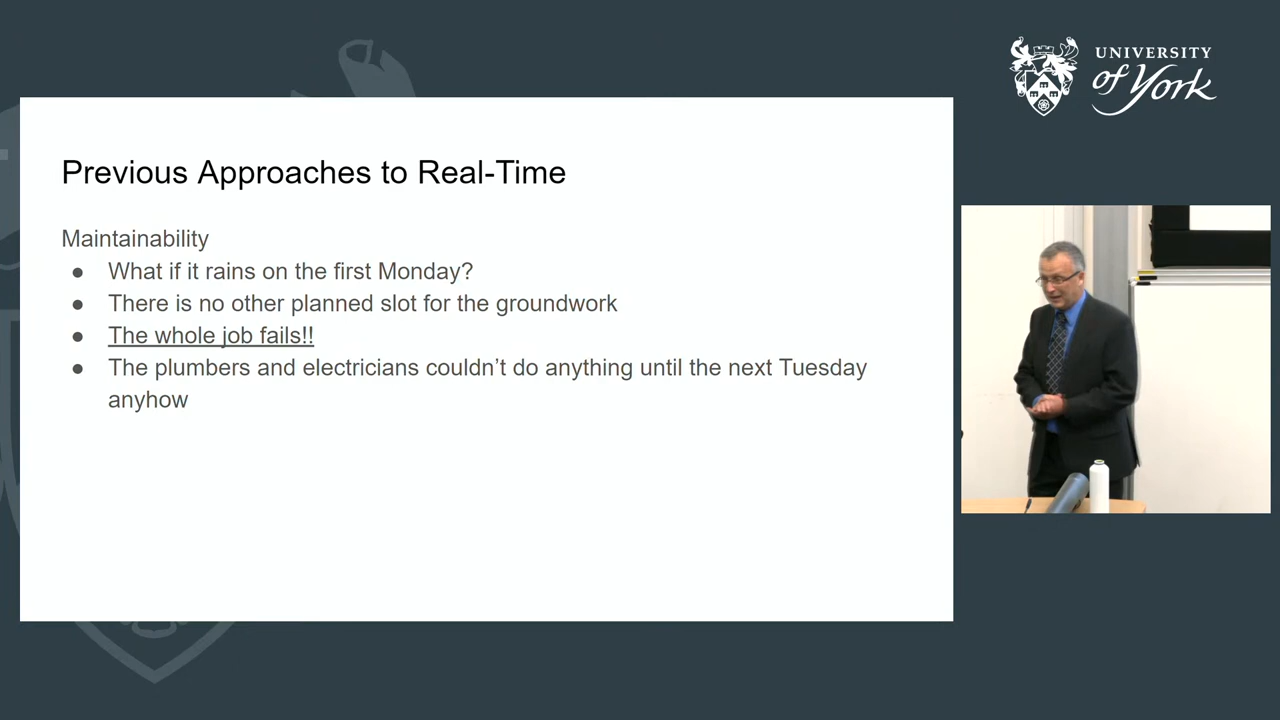 UNIVERSITY
of York
Previous Approaches to Real-Time
Maintainability
● What if it rains on the first Monday?
● There is no other planned slot for the groundwork
● The whole job fails!!
● The plumbers and electricians couldn’t do anything until the next Tuesday
anyhow